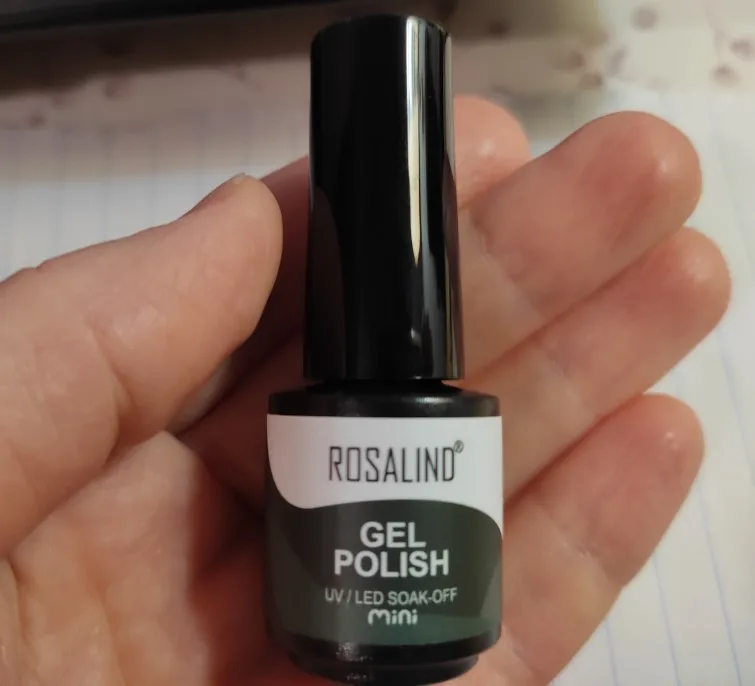 ROSALIND®
GEL
POLISH
UV / LED SOAK-OFF
mini